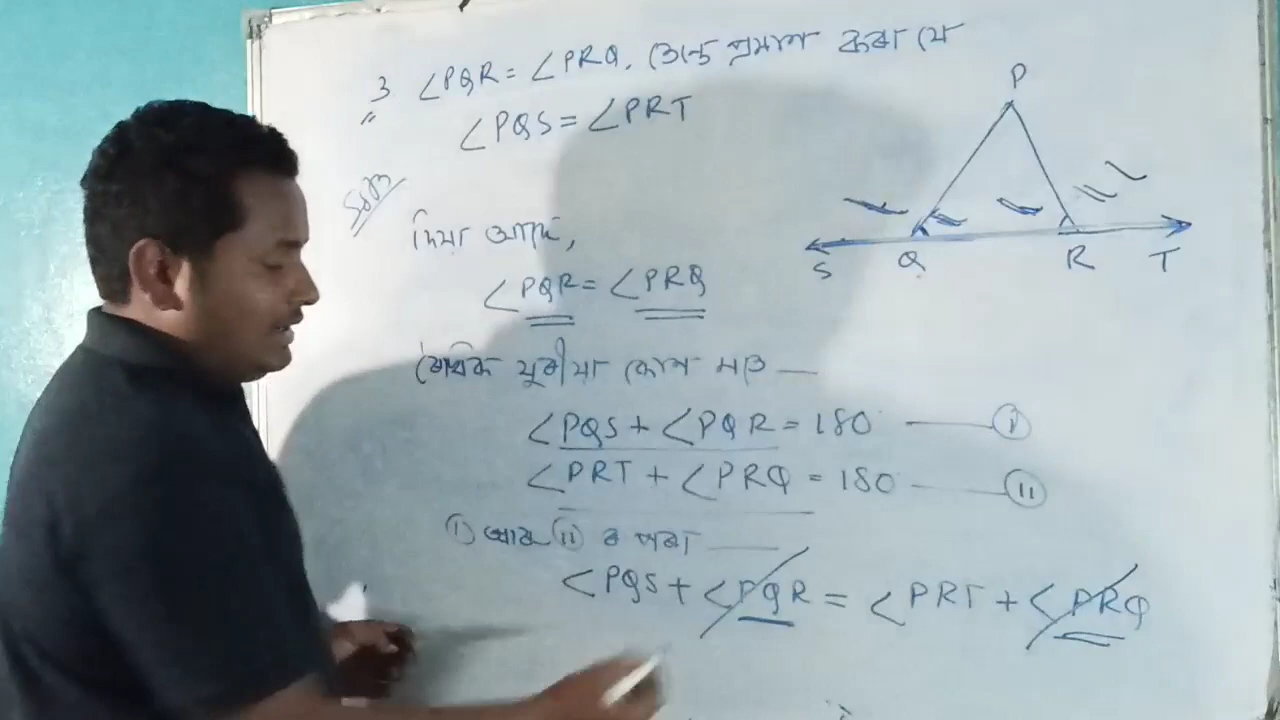 3 ∠PQR = ∠PRQ, তেন্তে প্ৰমাণ কৰা যে
∠PQS = ∠PRT
P
S Q R T
দিয়া আছে,
∠PQR = ∠PRQ
ৰৈখিক যুৰীয়া কোণ মতে —
∠PQS + ∠PQR = 180 — (i)
∠PRT + ∠PRQ = 180 — (ii)
(i) আৰু (ii) ৰ পৰা —
∠PQS + ∠PQR = ∠PRT + ∠PRQ